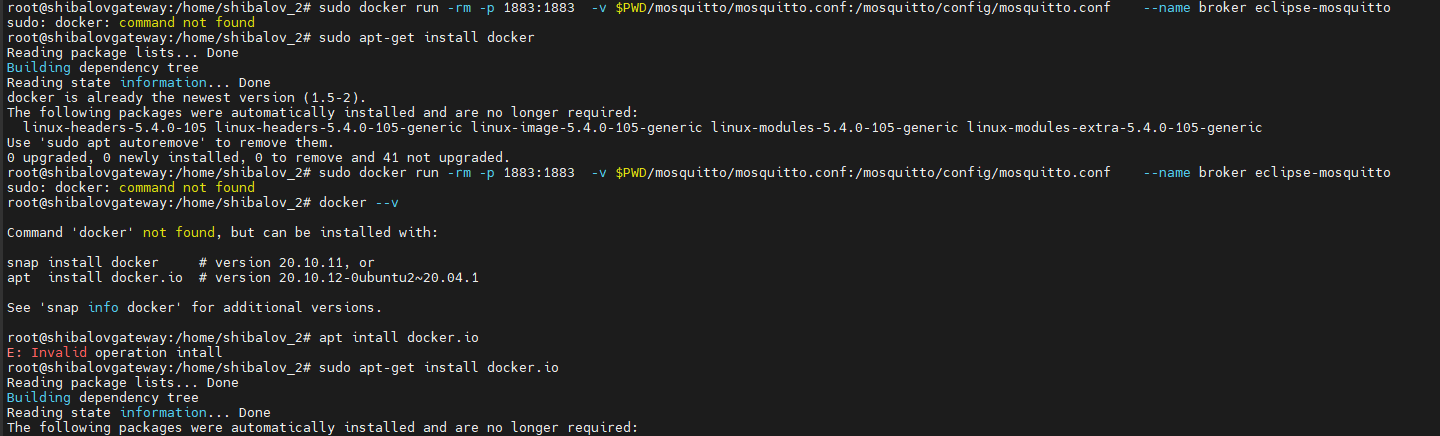 root@shibalovgateway:/home/shibalov_2# sudo docker run -rm -p 1883:1883  -v $PWD/mosquitto/mosquitto.conf:/mosquitto/config/mosquitto.conf    --name broker eclipse-mosquitto
sudo: docker: command not found
root@shibalovgateway:/home/shibalov_2# sudo apt-get install docker
Reading package lists... Done
Building dependency tree
Reading state information... Done
docker is already the newest version (1.5-2).
The following packages were automatically installed and are no longer required:
  linux-headers-5.4.0-105 linux-headers-5.4.0-105-generic linux-image-5.4.0-105-generic linux-modules-5.4.0-105-generic linux-modules-extra-5.4.0-105-generic
Use 'sudo apt autoremove' to remove them.
0 upgraded, 0 newly installed, 0 to remove and 41 not upgraded.
root@shibalovgateway:/home/shibalov_2# sudo docker run -rm -p 1883:1883  -v $PWD/mosquitto/mosquitto.conf:/mosquitto/config/mosquitto.conf    --name broker eclipse-mosquitto
sudo: docker: command not found
root@shibalovgateway:/home/shibalov_2# docker --v

Command 'docker' not found, but can be installed with:

snap install docker     # version 20.10.11, or
apt  install docker.io  # version 20.10.12-0ubuntu2~20.04.1

See 'snap info docker' for additional versions.

root@shibalovgateway:/home/shibalov_2# apt intall docker.io
E: Invalid operation intall
root@shibalovgateway:/home/shibalov_2# sudo apt-get install docker.io
Reading package lists... Done
Building dependency tree
Reading state information... Done
The following packages were automatically installed and are no longer required: